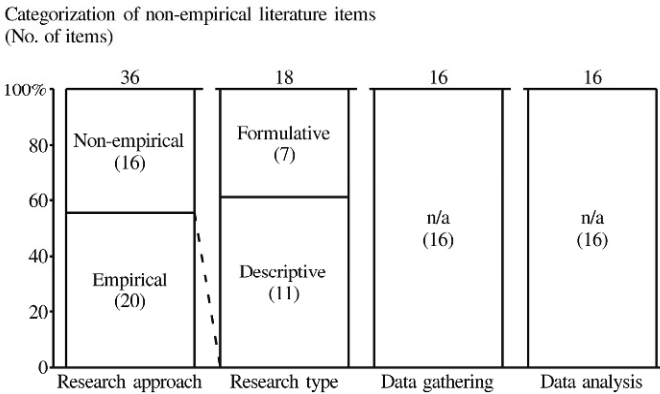 Categorization of non-empirical literature items
(No. of items)
36 18 16 16
100%
80
60
40
20
0
Non-empirical
(16)
Empirical
(20)
Formulative
(7)
Descriptive
(11)
n/a
(16)
n/a
(16)
Research approach Research type Data gathering Data analysis